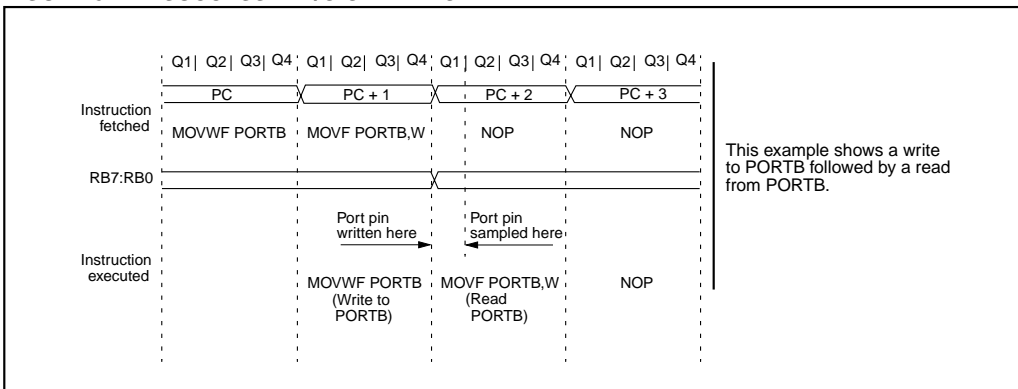 Q1| Q2| Q3| Q4 Q1| Q2| Q3| Q4 Q1| Q2| Q3| Q4 Q1| Q2| Q3| Q4
PC PC + 1 PC + 2 PC + 3
Instruction
fetched
MOVWF PORTB MOVF PORTB,W NOP NOP
This example shows a write
to PORTB followed by a read
from PORTB.
RB7:RB0
Port pin
written here
Port pin
sampled here
Instruction
executed
MOVWF PORTB
(Write to
PORTB)
MOVF PORTB,W
(Read
PORTB)
NOP